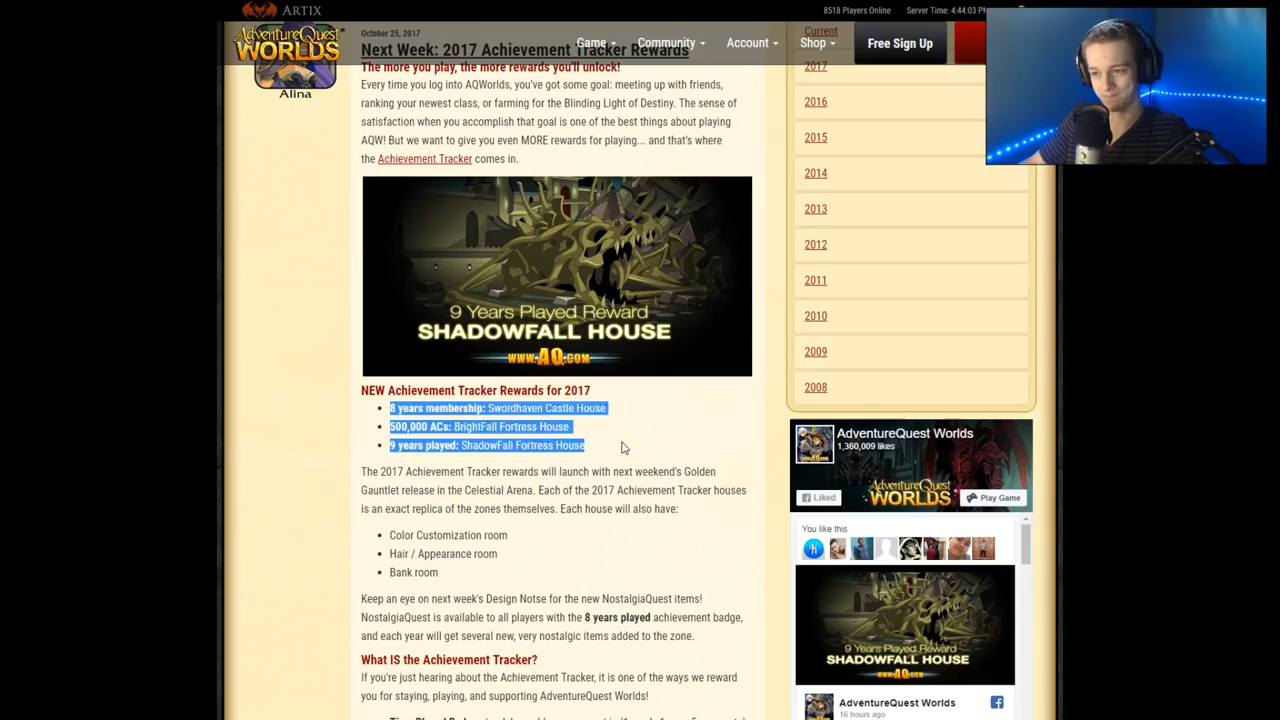 ARTIX
8518 Players Online
Server Time: 4:44:03 PM
AdventureQuest
WORLDS
Game
Community
Account
Shop
Free Sign Up
Alina
October 25, 2017
Next Week: 2017 Achievement Tracker Rewards
The more you play, the more rewards you'll unlock!
Every time you log into AQWorlds, you've got some goal: meeting up with friends,
ranking your newest class, or farming for the Blinding Light of Destiny. The sense of
satisfaction when you accomplish that goal is one of the best things about playing
AQW! But we want to give you even MORE rewards for playing... and that's where
the Achievement Tracker comes in.
9 Years Played Reward
SHADOWFALL HOUSE
WWW.AQ.COM
NEW Achievement Tracker Rewards for 2017
• 8 years membership: Swordhaven Castle House
• 500,000 ACs: BrightFall Fortress House
• 9 years played: ShadowFall Fortress House
The 2017 Achievement Tracker rewards will launch with next weekend's Golden
Gauntlet release in the Celestial Arena. Each of the 2017 Achievement Tracker houses
is an exact replica of the zones themselves. Each house will also have:
• Color Customization room
• Hair / Appearance room
• Bank room
Keep an eye on next week's Design Notse for the new NostalgiaQuest items!
NostalgiaQuest is available to all players with the 8 years played achievement badge,
and each year will get several new, very nostalgic items added to the zone.
What IS the Achievement Tracker?
If you're just hearing about the Achievement Tracker, it is one of the ways we reward
you for staying, playing, and supporting AdventureQuest Worlds!
Current
2017
2016
2015
2014
2013
2012
2011
2010
2009
2008
AdventureQuest Worlds
1,360,009 likes
AdventureQuest
WORLDS
Liked
Play Game
You like this
9 Years Played Reward
SHADOWFALL HOUSE
WWW.AQ.COM
AdventureQuest Worlds
16 hours ago